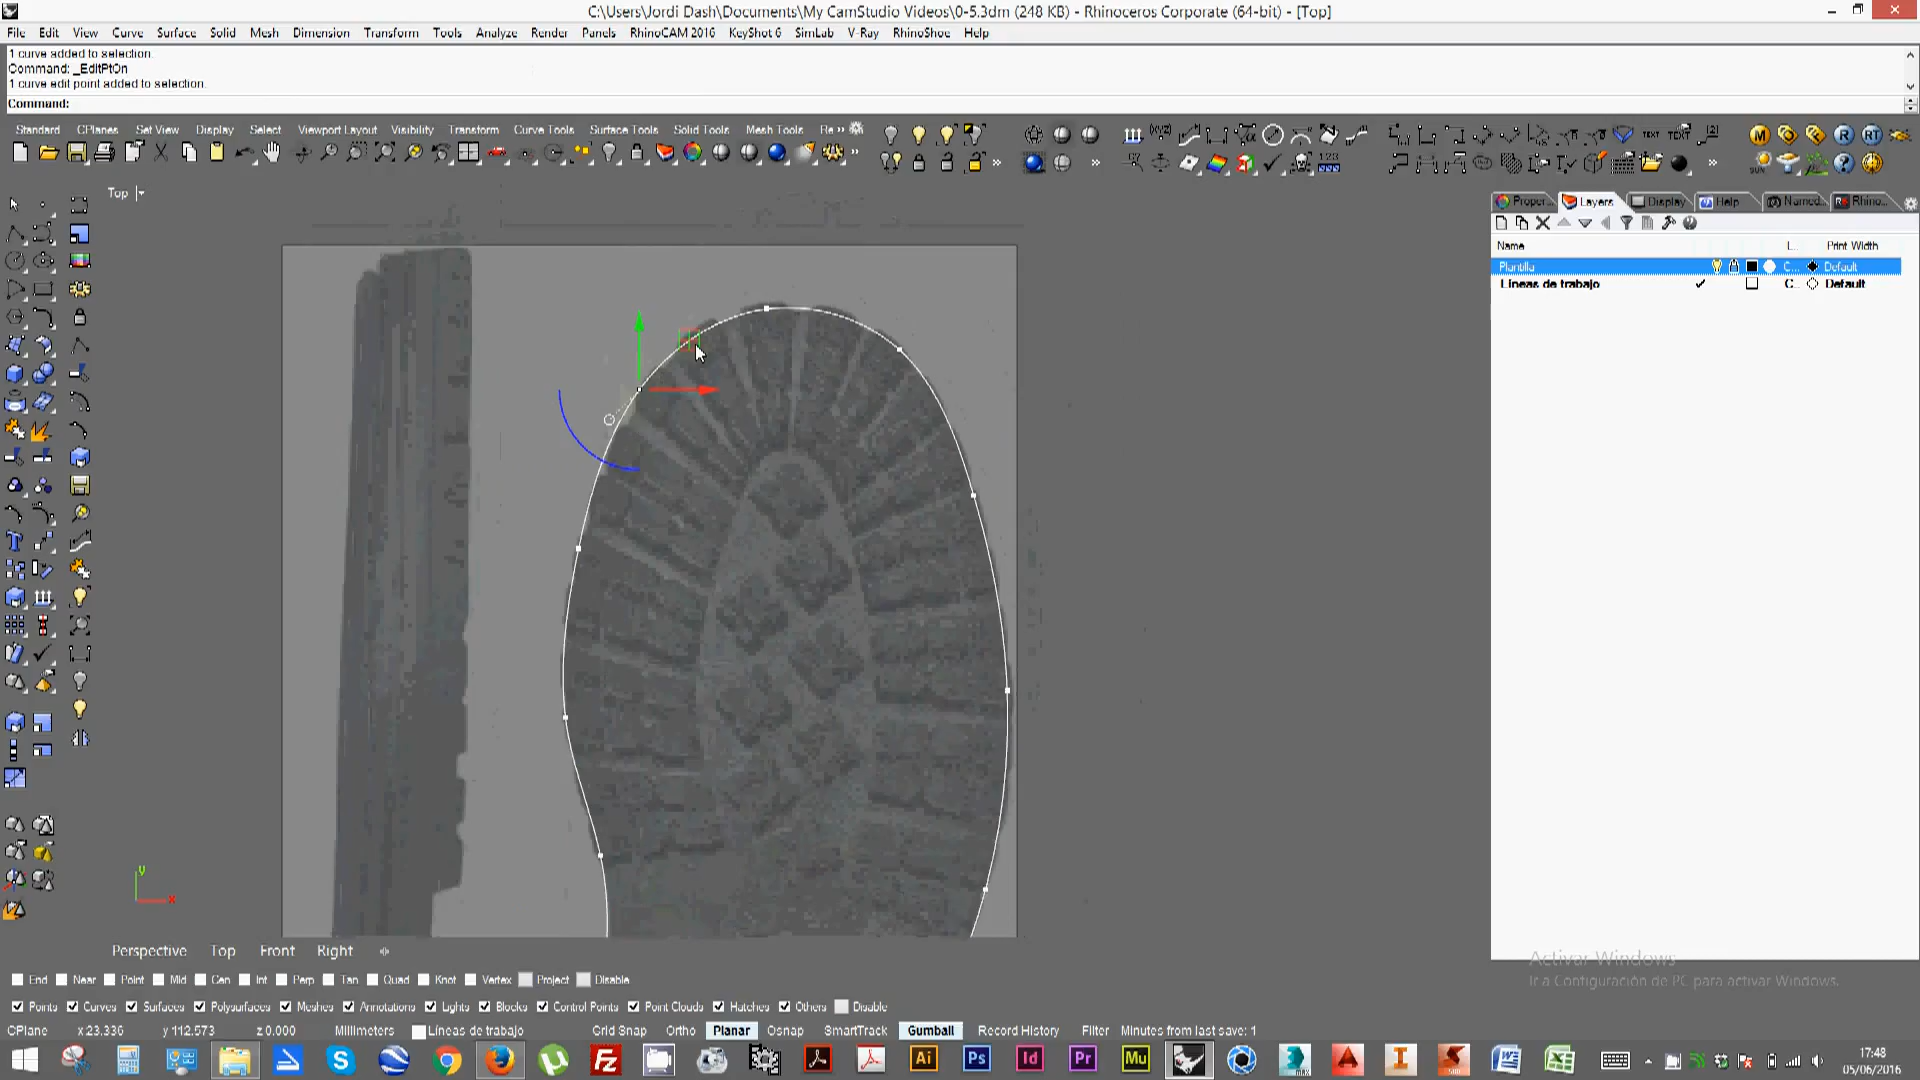 C:\Users\Jordi Dash\Documents\My CamStudio Videos\0-5.3dm (248 KB) - Rhinoceros Corporate (64-bit) - [Top]
File Edit View Curve Surface Solid Mesh Dimension Transform Tools Analyze Render Panels RhinoCAM 2016 KeyShot 6 SimLab V-Ray RhinoShoe Help
1 curve added to selection.
Command: _EditPtOn
1 curve edit point added to selection.
Command:
Standard CPlanes Set View Display Select Viewport Layout Visibility Transform Curve Tools Surface Tools Solid Tools Mesh Tools Re »
Top
Proper... Layers Display Help Named... Rhino...
Name L... Print Width
Plantilla C... Default
Líneas de trabajo C... Default
y
x
Perspective Top Front Right
End Near Point Mid Cen Int Perp Tan Quad Knot Vertex Project Disable
Points Curves Surfaces Polysurfaces Meshes Annotations Lights Blocks Control Points Point Clouds Hatches Others Disable
Activar Windows
Ir a Configuración de PC para activar Windows.
CPlane x 23.336 y 112.573 z 0.000 Millimeters Líneas de trabajo Grid Snap Ortho Planar Osnap SmartTrack Gumball Record History Filter Minutes from last save: 1
17:48
05/06/2016